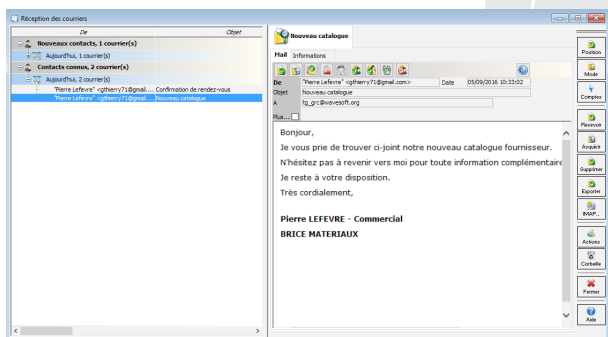 Réception des courriers
De Objet
Nouveaux contacts, 1 courrier(s)
Aujourd'hui, 1 courrier(s)
Contacts connus, 2 courrier(s)
Aujourd'hui, 2 courrier(s)
"Pierre Lefevre" <gthierry71@gmail.... Confirmation de rendez-vous
"Pierre Lefevre" <gthierry71@gmail.... Nouveau catalogue
Nouveau catalogue
Mail Informations
De "Pierre Lefevre" <gthierry71@gmail.com> Date 05/09/2016 10:33:02
Objet Nouveau catalogue
A tg_grc@wavesoft.org
Plus...
Bonjour,
Je vous prie de trouver ci-joint notre nouveau catalogue fournisseur.
N'hésitez pas à revenir vers moi pour toute information complémentaire
Je reste à votre disposition.
Très cordialement,
Pierre LEFEVRE - Commercial
BRICE MATERIAUX
Position
Mode
Comptes
Recevoir
Acquérir
Supprimer
Exporter
IMAP...
Actions
Corbeille
Fermer
Aide